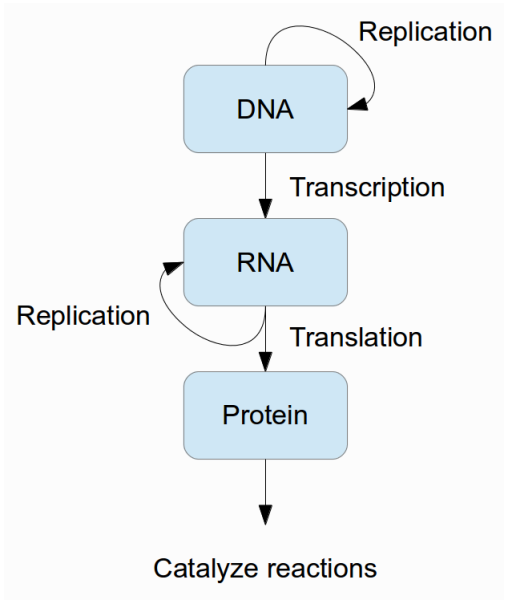 Replication
DNA
Transcription
RNA
Replication
Translation
Protein
Catalyze reactions